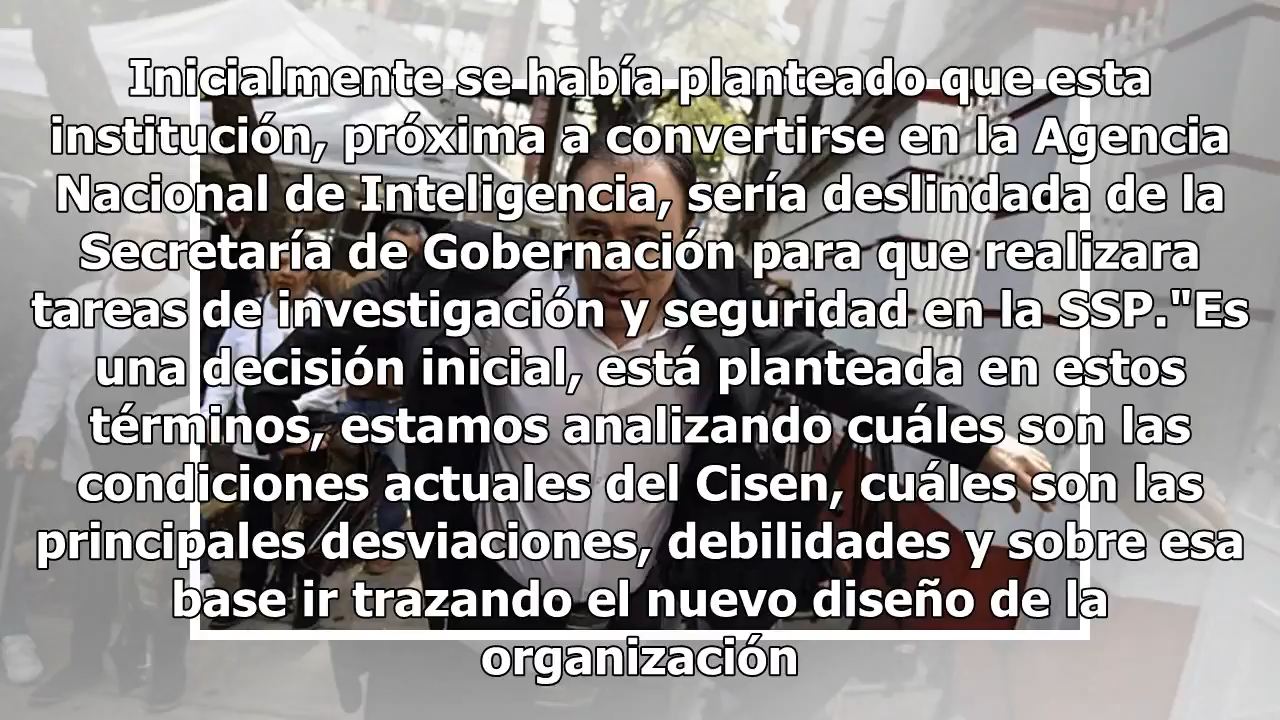 Inicialmente se había planteado que esta
institución, próxima a convertirse en la Agencia
Nacional de Inteligencia, sería deslindada de la
Secretaría de Gobernación para que realizara
tareas de investigación y seguridad en la SSP."Es
una decisión inicial, está planteada en estos
términos, estamos analizando cuáles son las
condiciones actuales del Cisen, cuáles son las
principales desviaciones, debilidades y sobre esa
base ir trazando el nuevo diseño de la
organización